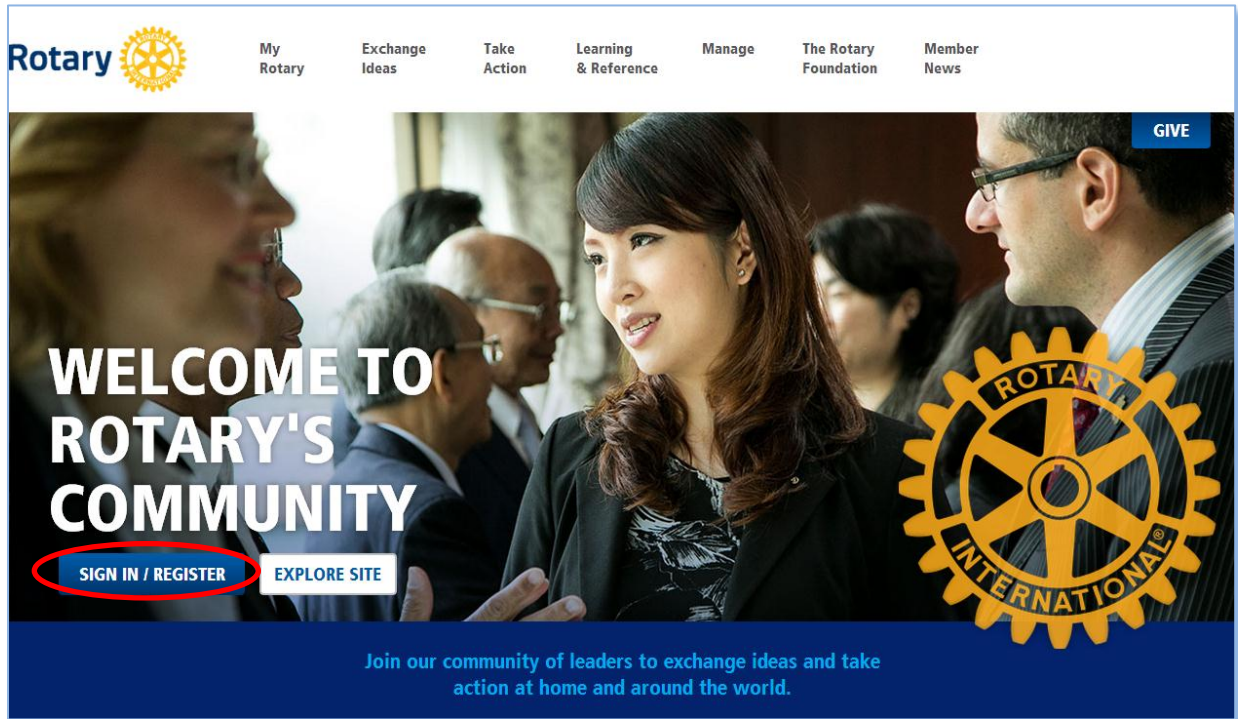 Rotary
ROTARY
INTERNATIONAL
My
Rotary
Exchange
Ideas
Take
Action
Learning
& Reference
Manage
The Rotary
Foundation
Member
News
GIVE
WELCOME TO
ROTARY'S
COMMUNITY
SIGN IN / REGISTER
EXPLORE SITE
ROTARY
INTERNATIONAL®
Join our community of leaders to exchange ideas and take
action at home and around the world.